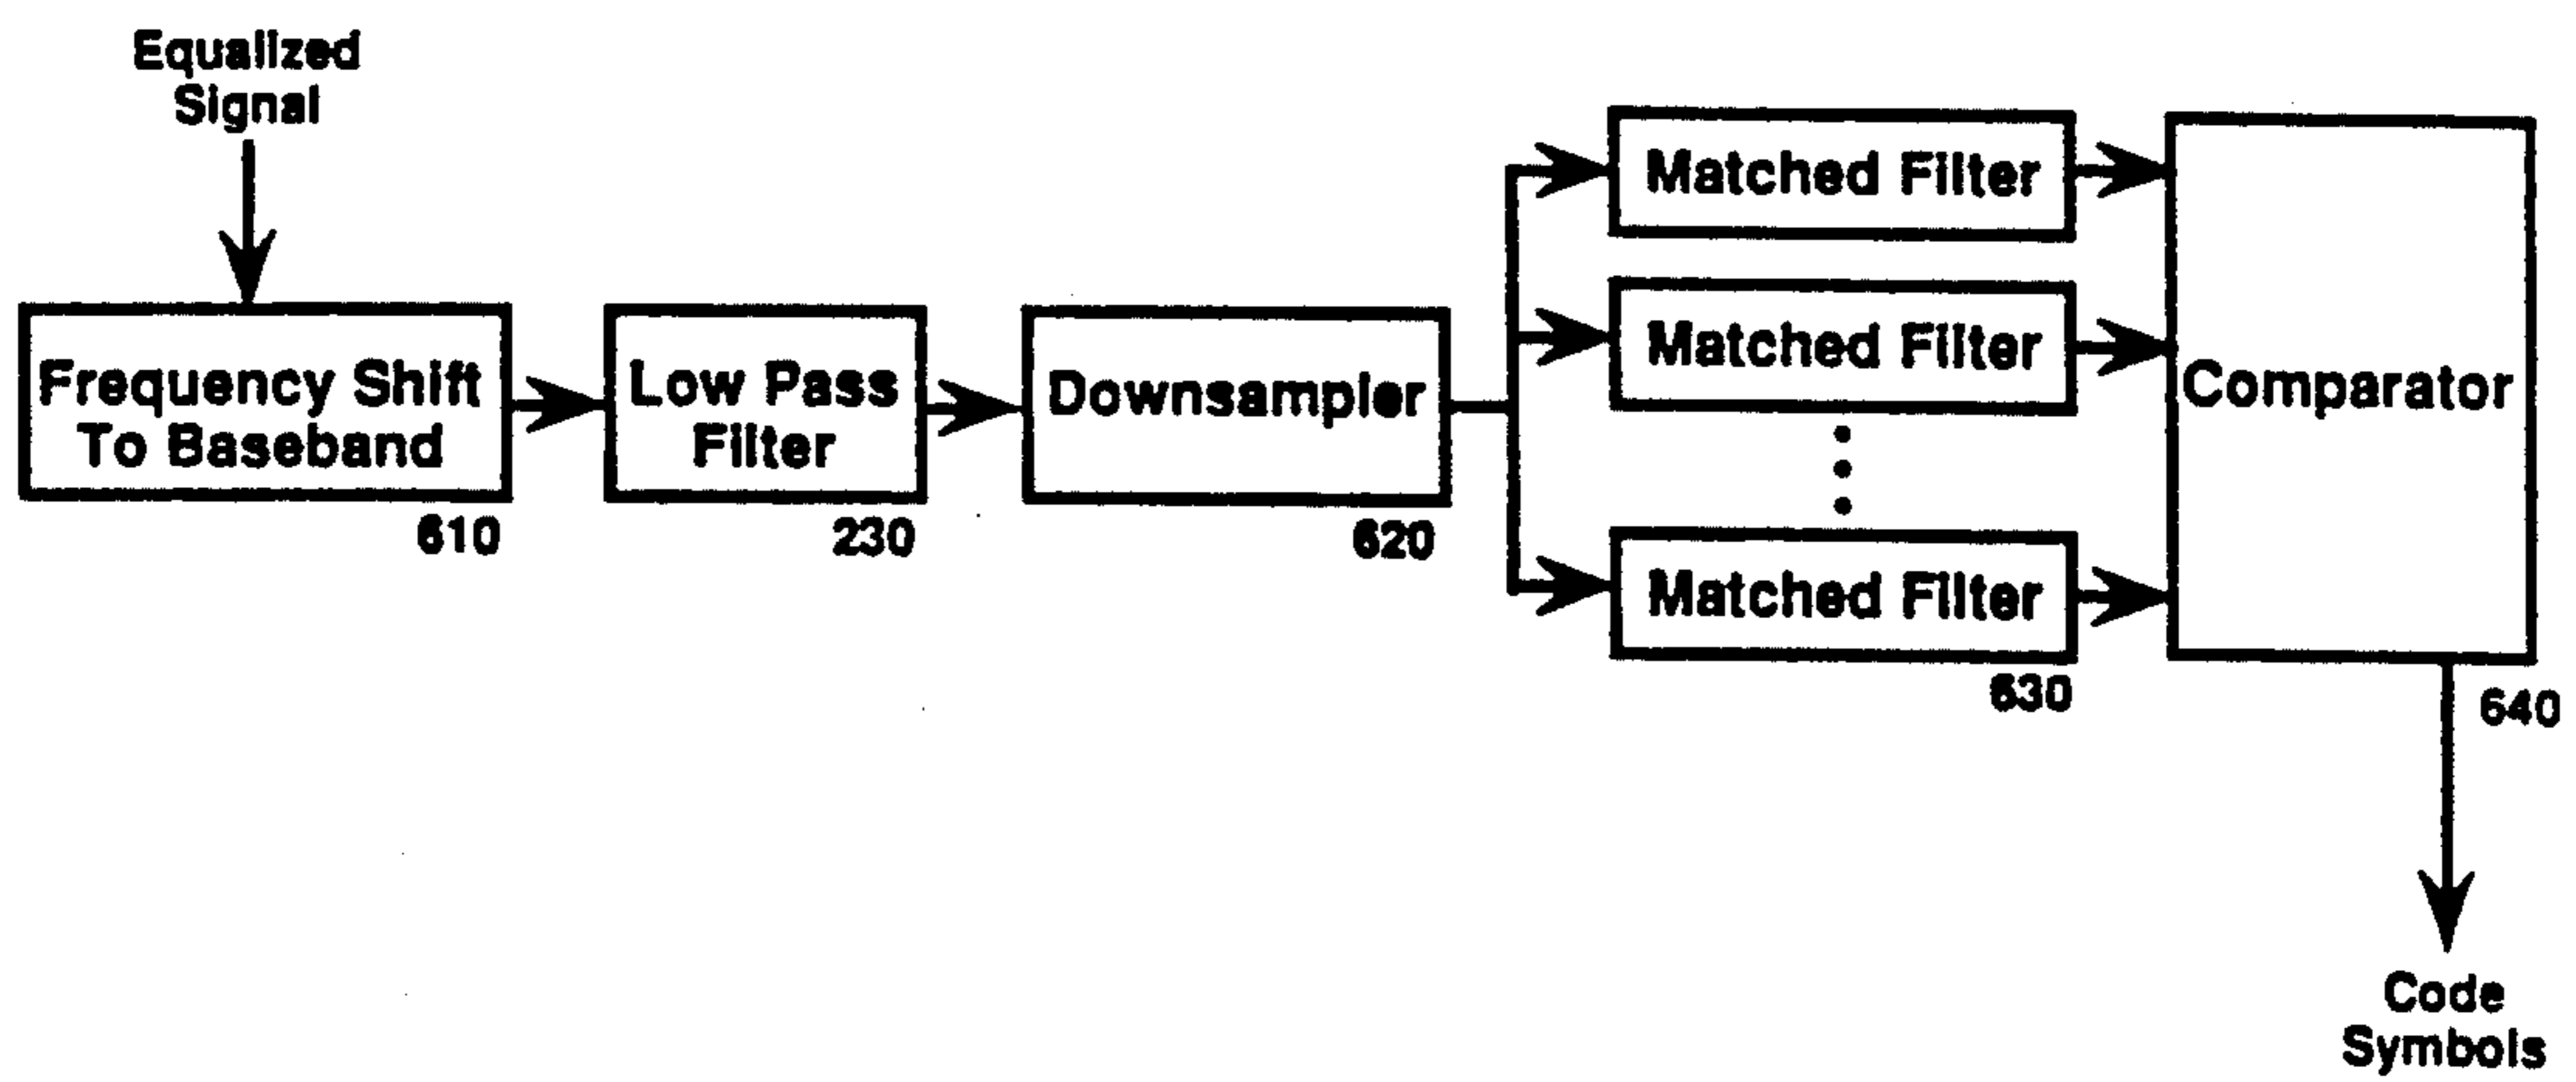 Equalized
Signal
Frequency Shift
To Baseband
610
Low Pass
Filter
230
Downsampler
620
Matched Filter
Matched Filter
Matched Filter
630
Comparator
640
Code
Symbols